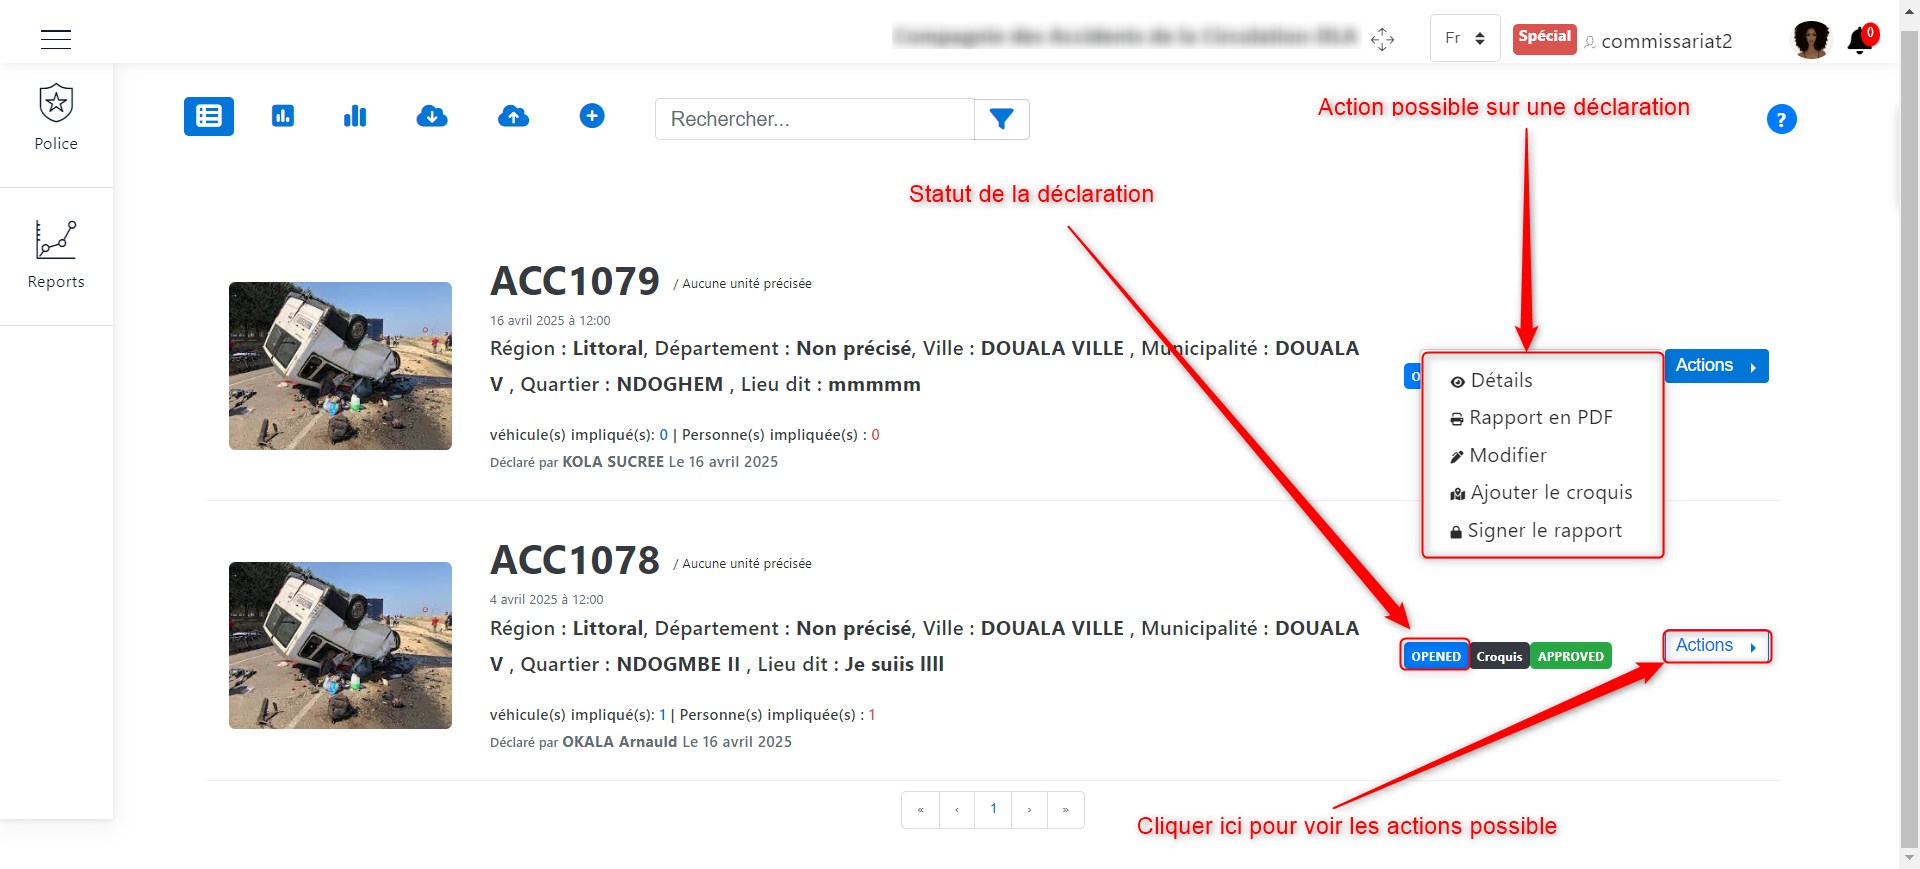 Fr
Spécial
commissariat2
0
Police
Reports
Rechercher...
?
Action possible sur une déclaration
Statut de la déclaration
ACC1079 / Aucune unité précisée
16 avril 2025 à 12:00
Région : Littoral, Département : Non précisé, Ville : DOUALA VILLE , Municipalité : DOUALA
V , Quartier : NDOGHEM , Lieu dit : mmmmm
véhicule(s) impliqué(s): 0 | Personne(s) impliquée(s) : 0
Déclaré par KOLA SUCREE Le 16 avril 2025
Actions
Détails
Rapport en PDF
Modifier
Ajouter le croquis
Signer le rapport
ACC1078 / Aucune unité précisée
4 avril 2025 à 12:00
Région : Littoral, Département : Non précisé, Ville : DOUALA VILLE , Municipalité : DOUALA
V , Quartier : NDOGMBE II , Lieu dit : Je suiis llll
véhicule(s) impliqué(s): 1 | Personne(s) impliquée(s) : 1
Déclaré par OKALA Arnauld Le 16 avril 2025
OPENED Croquis APPROVED
Actions
« ‹ 1 › »
Cliquer ici pour voir les actions possible